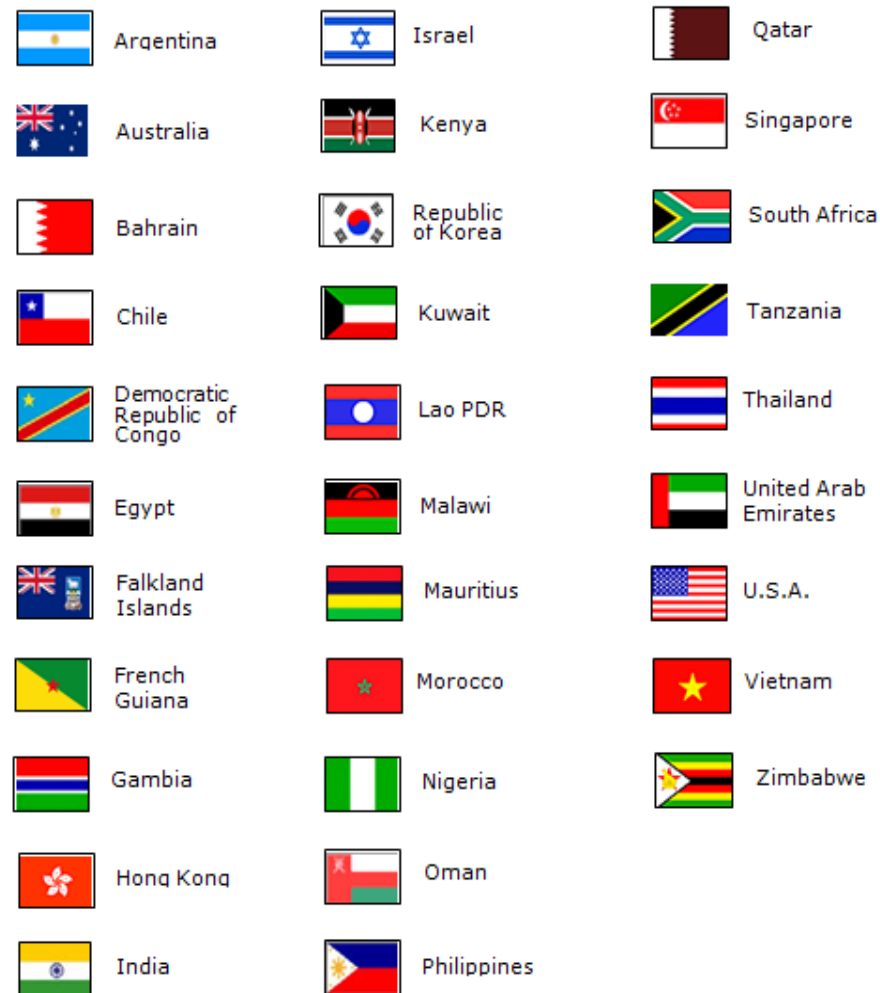 Argentina
Australia
Bahrain
Chile
Democratic
Republic of
Congo
Egypt
Falkland
Islands
French
Guiana
Gambia
Hong Kong
India
Israel
Kenya
Republic
of Korea
Kuwait
Lao PDR
Malawi
Mauritius
Morocco
Nigeria
Oman
Philippines
Qatar
Singapore
South Africa
Tanzania
Thailand
United Arab
Emirates
U.S.A.
Vietnam
Zimbabwe